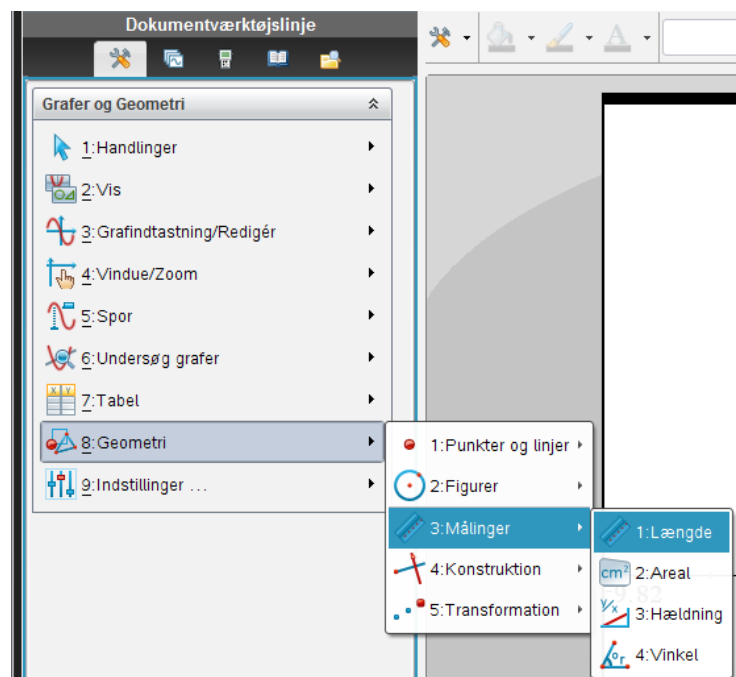 Dokumentværktøjslinje
Grafer og Geometri
1:Handlinger
2:Vis
3:Grafindtastning/Redigér
4:Vindue/Zoom
5:Spor
6:Undersøg grafer
7:Tabel
8:Geometri
9:Indstillinger ...
1:Punkter og linjer
2:Figurer
3:Målinger
4:Konstruktion
5:Transformation
1:Længde
cm² 2:Areal
3:Hældning
4:Vinkel